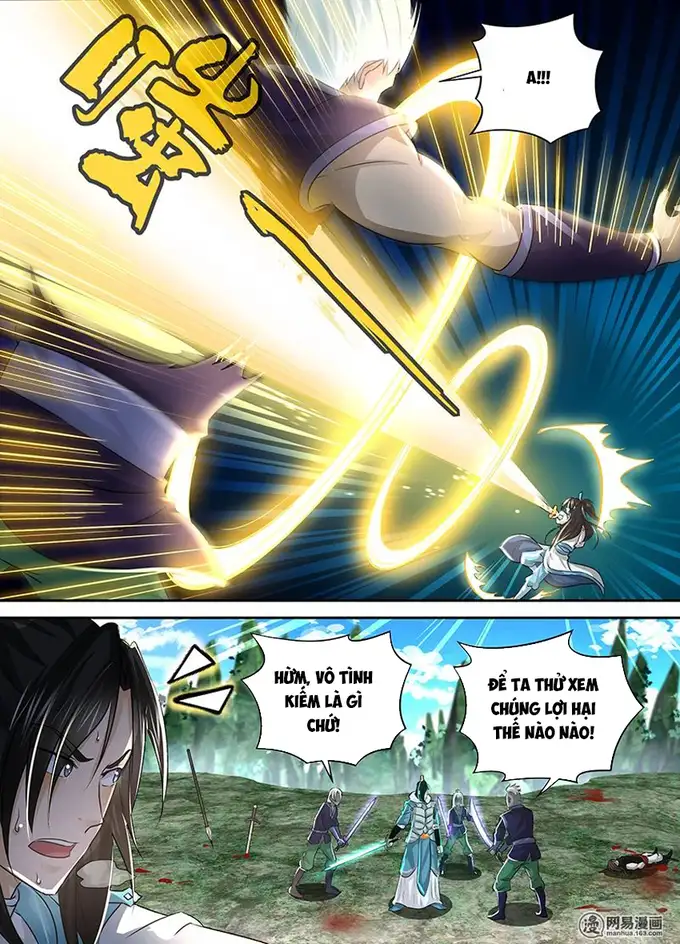 A!!!
HỪM, VÔ TÌNH
KIẾM LÀ GÌ
CHỨ!
ĐỂ TA THỬ XEM
CHÚNG LỢI HẠI
THẾ NÀO NÀO!
网易漫画
manhua.163.com